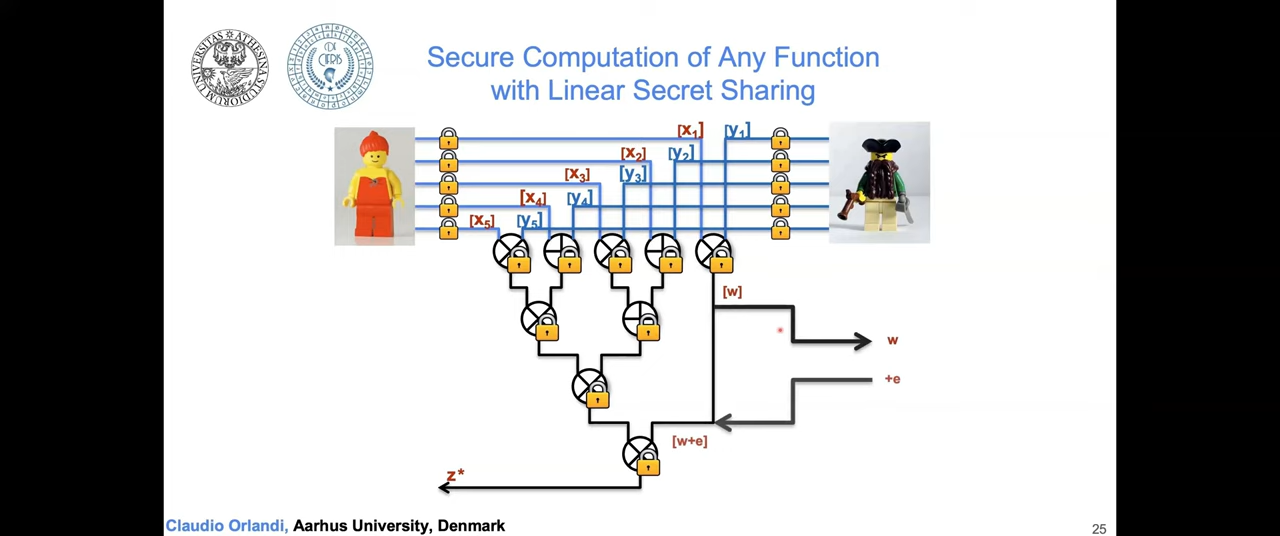 Secure Computation of Any Function
with Linear Secret Sharing
[x1] [y1]
[x2] [y2]
[x3] [y3]
[x4] [y4]
[x5] [y5]
[w]
w
+e
[w+e]
z*
Claudio Orlandi, Aarhus University, Denmark
25